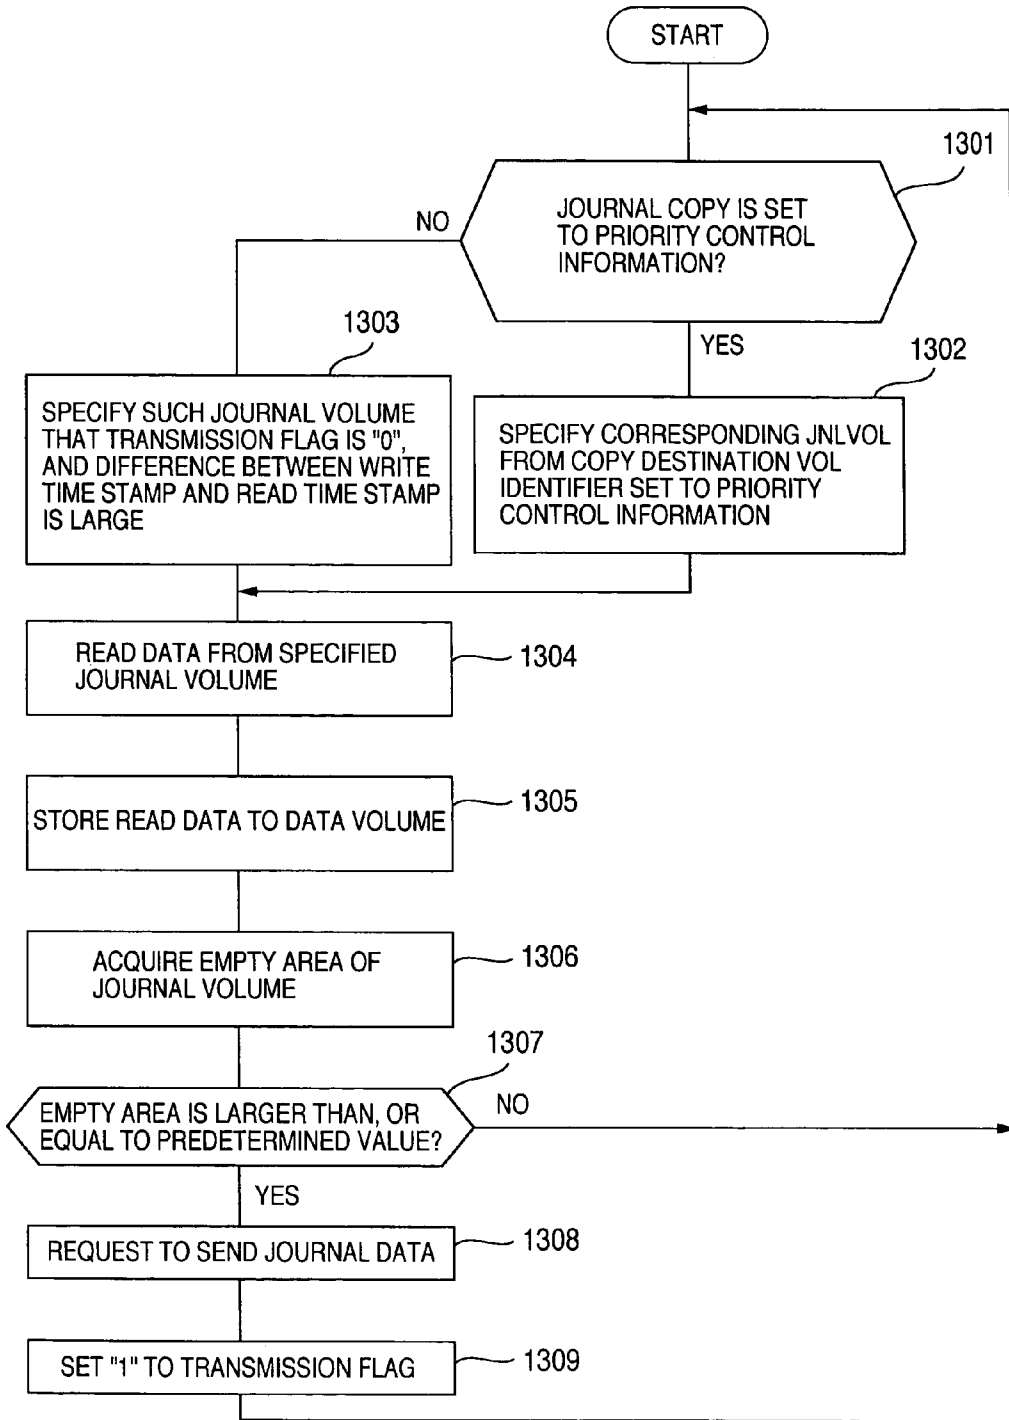 START
1301
JOURNAL COPY IS SET
TO PRIORITY CONTROL
INFORMATION?
NO
YES
1303
1302
SPECIFY SUCH JOURNAL VOLUME
THAT TRANSMISSION FLAG IS "0",
AND DIFFERENCE BETWEEN WRITE
TIME STAMP AND READ TIME STAMP
IS LARGE
SPECIFY CORRESPONDING JNLVOL
FROM COPY DESTINATION VOL
IDENTIFIER SET TO PRIORITY
CONTROL INFORMATION
READ DATA FROM SPECIFIED
JOURNAL VOLUME
1304
STORE READ DATA TO DATA VOLUME
1305
ACQUIRE EMPTY AREA OF
JOURNAL VOLUME
1306
1307
EMPTY AREA IS LARGER THAN, OR
EQUAL TO PREDETERMINED VALUE?
NO
YES
REQUEST TO SEND JOURNAL DATA
1308
SET "1" TO TRANSMISSION FLAG
1309